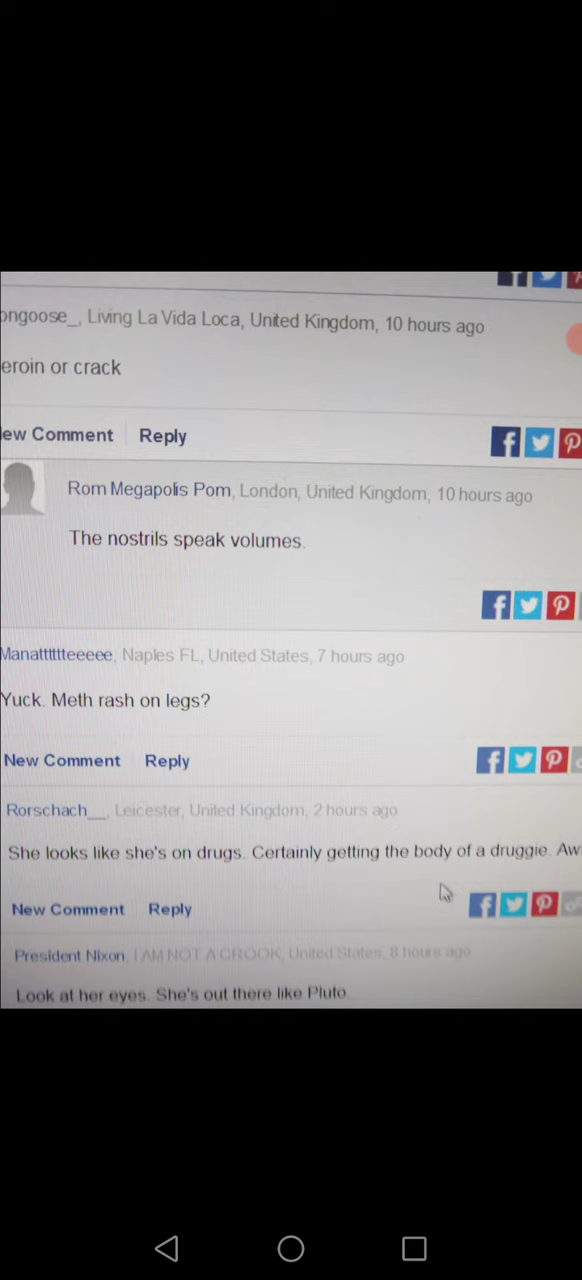 ongoose_, Living La Vida Loca, United Kingdom, 10 hours ago
eroin or crack
ew Comment Reply
Rom Megapolis Pom, London, United Kingdom, 10 hours ago
The nostrils speak volumes.
Manatttttteeeee, Naples FL, United States, 7 hours ago
Yuck. Meth rash on legs?
New Comment Reply
Rorschach__, Leicester, United Kingdom, 2 hours ago
She looks like she's on drugs. Certainly getting the body of a druggie. Aw
New Comment Reply
President Nixon, I AM NOT A CROOK, United States, 8 hours ago
Look at her eyes. She's out there like Pluto.